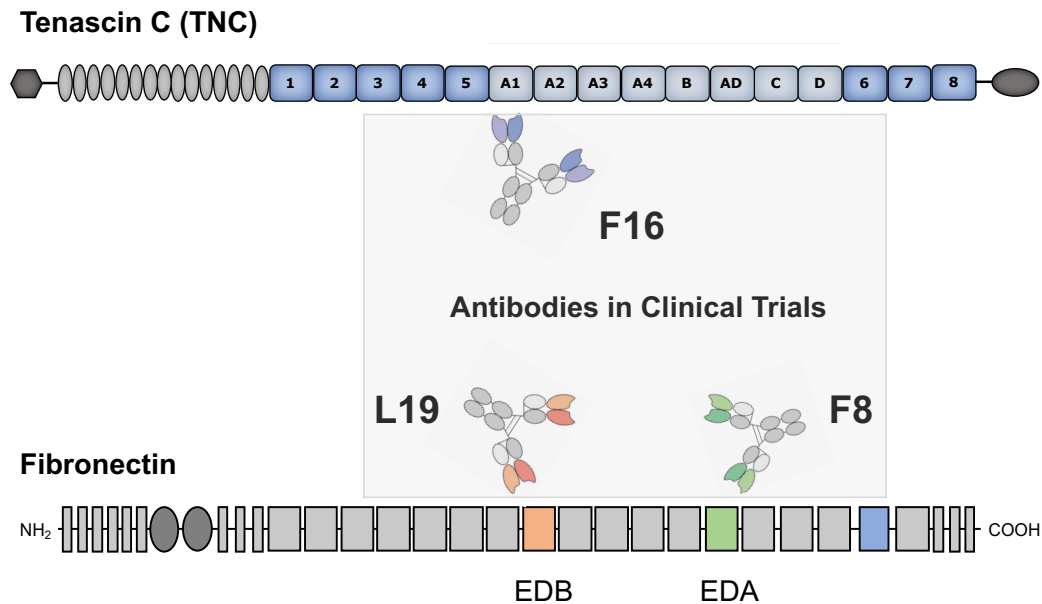 Tenascin C (TNC)
1 2 3 4 5 A1 A2 A3 A4 B AD C D 6 7 8
F16
Antibodies in Clinical Trials
L19 F8
Fibronectin
NH2 COOH
EDB EDA